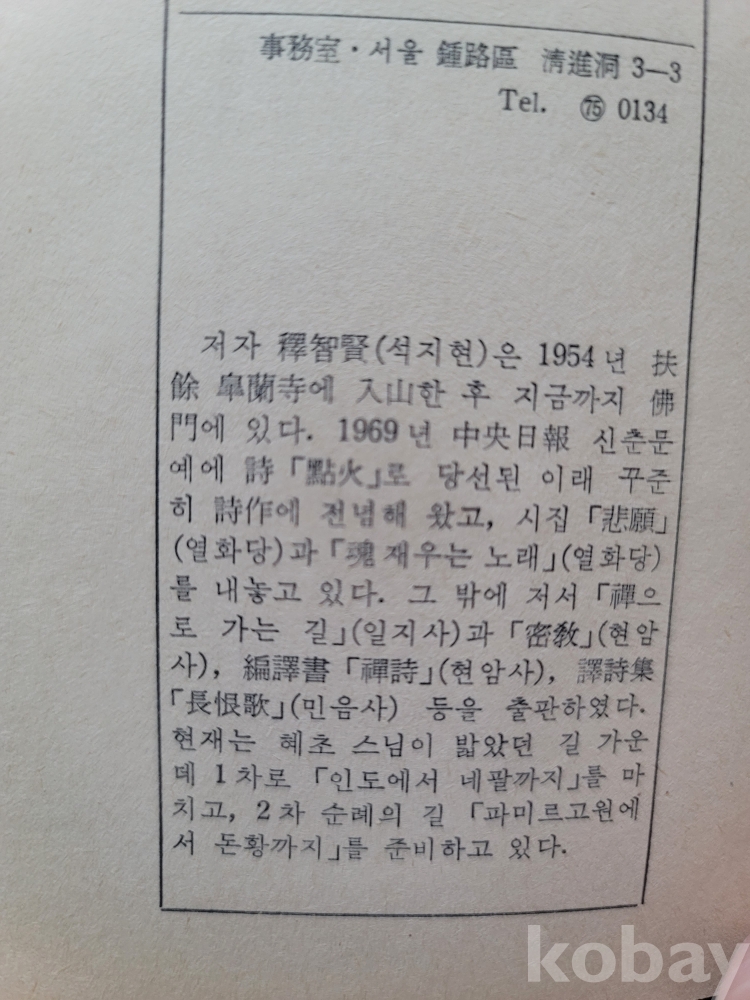 事務室·서울 鍾路區 淸進洞 3—3
Tel. ㊆ 0134
저자 釋智賢(석지현)은 1954년 扶
餘 皐蘭寺에 入山한 후 지금까지 佛
門에 있다. 1969년 中央日報 신춘문
예에 詩「點火」로 당선된 이래 꾸준
히 詩作에 전념해 왔고, 시집「悲願」
(열화당)과「魂 재우는 노래」(열화당)
를 내놓고 있다. 그 밖에 저서「禪으
로 가는 길」(일지사)과「密敎」(현암
사), 編譯書「禪詩」(현암사), 譯詩集
「長恨歌」(민음사) 등을 출판하였다.
현재는 혜초 스님이 밟았던 길 가운
데 1차로「인도에서 네팔까지」를 마
치고, 2차 순례의 길「파미르고원에
서 돈황까지」를 준비하고 있다.
kobay